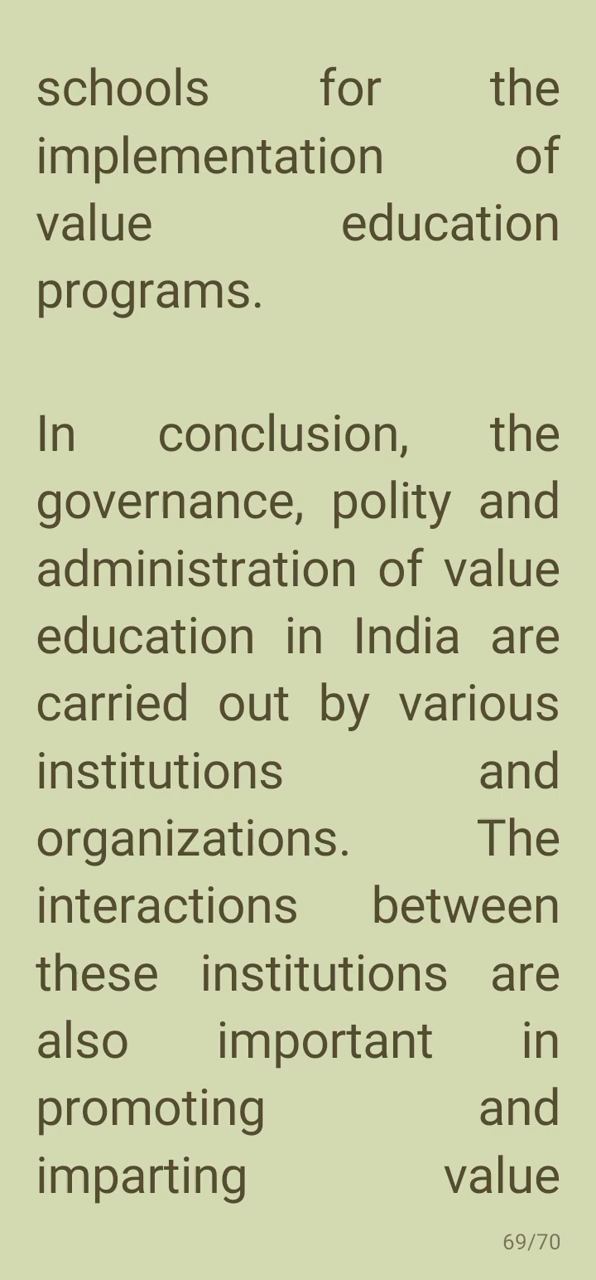 schools for the
implementation of
value education
programs.
In conclusion, the
governance, polity and
administration of value
education in India are
carried out by various
institutions and
organizations. The
interactions between
these institutions are
also important in
promoting and
imparting value
69/70